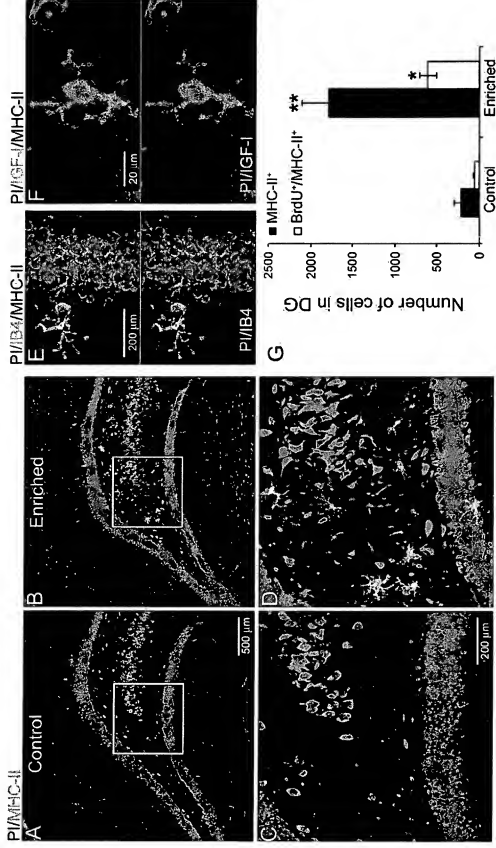 PI/MHC-II
A
Control
500 µm
B
Enriched
C
200 µm
D
PI/IB4/MHC-II
E
200 µm
PI/IB4
PI/IGF-I/MHC-II
F
20 µm
PI/IGF-I
G
■ MHC-II⁺
□ BrdU⁺/MHC-II⁺
Number of cells in DG
2500
2000
1500
1000
500
0
**
*
Control
Enriched